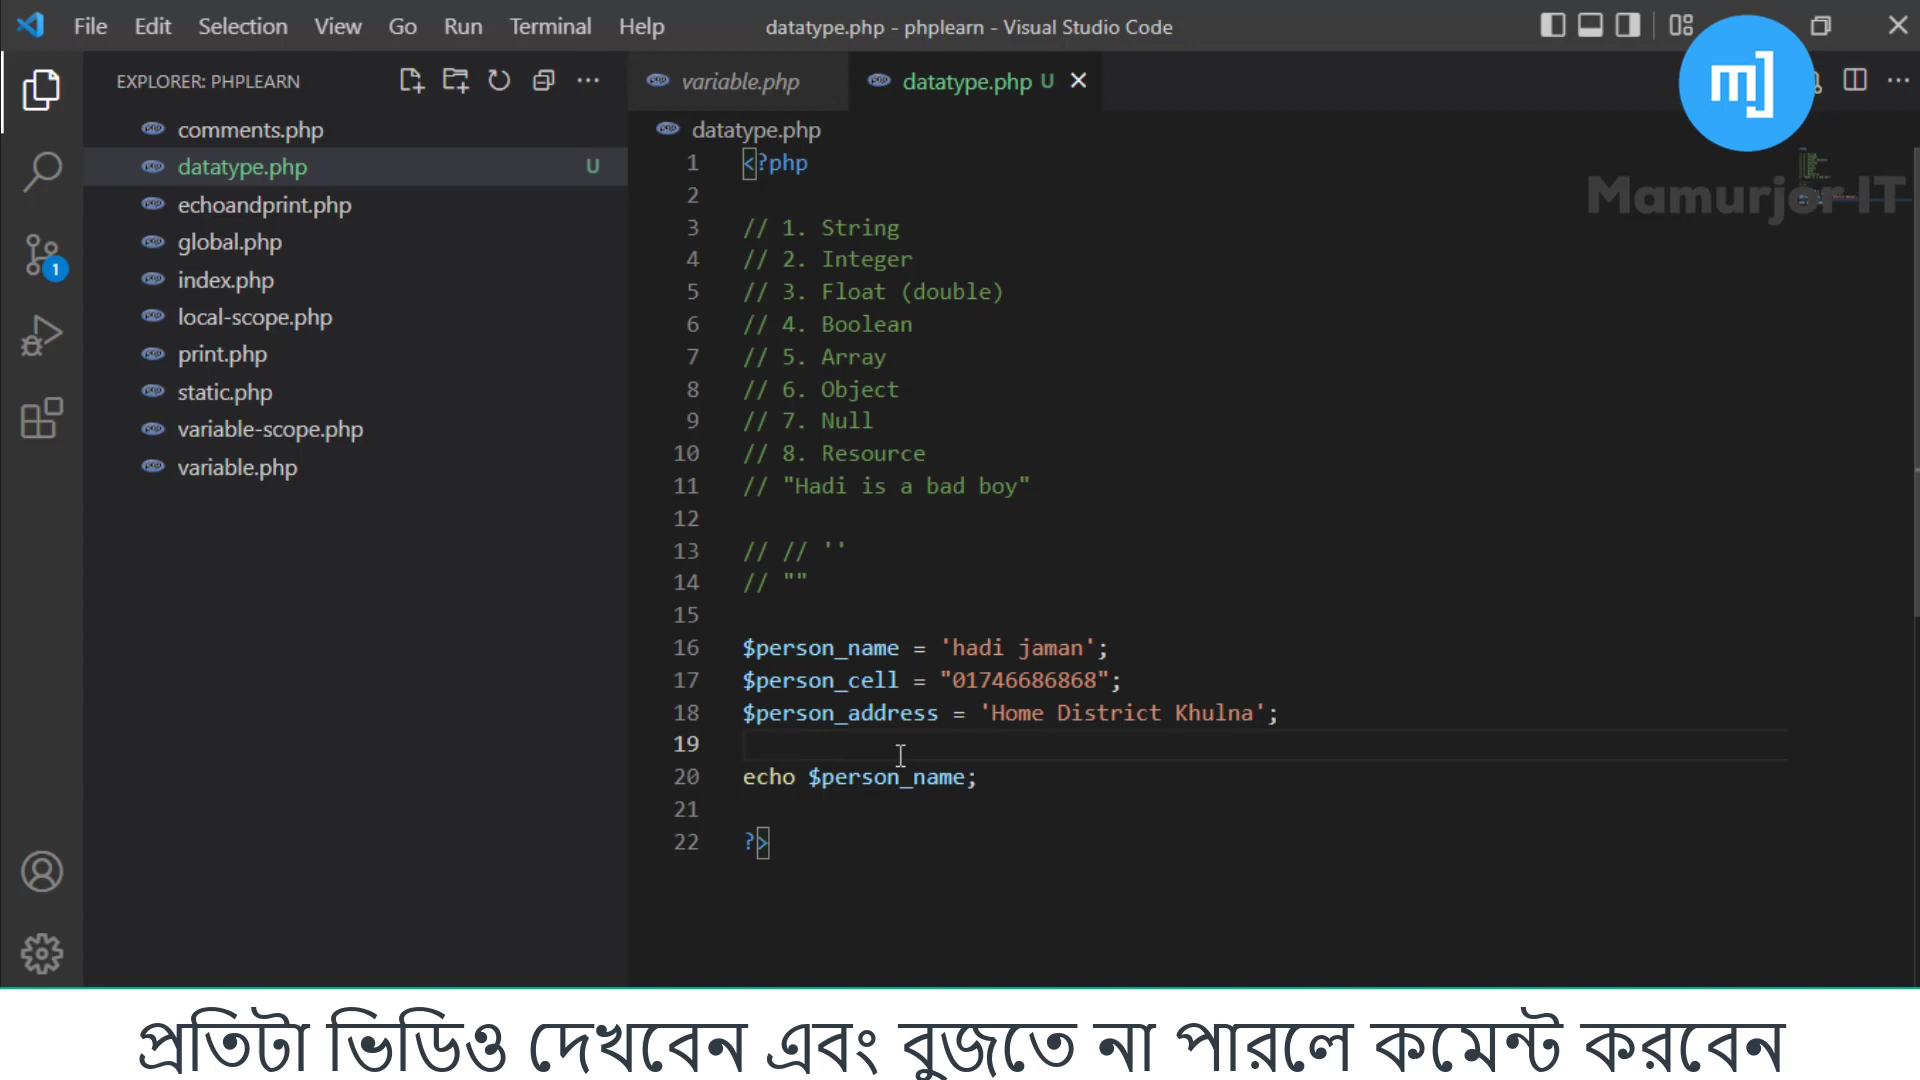 File Edit Selection View Go Run Terminal Help
datatype.php - phplearn - Visual Studio Code
EXPLORER: PHPLEARN
variable.php
datatype.php U
m]
Mamurjor IT
comments.php
datatype.php U
echoandprint.php
global.php
index.php
local-scope.php
print.php
static.php
variable-scope.php
variable.php
1
datatype.php
1 <?php
2
3 // 1. String
4 // 2. Integer
5 // 3. Float (double)
6 // 4. Boolean
7 // 5. Array
8 // 6. Object
9 // 7. Null
10 // 8. Resource
11 // "Hadi is a bad boy"
12
13 // // ''
14 // ""
15
16 $person_name = 'hadi jaman';
17 $person_cell = "01746686868";
18 $person_address = 'Home District Khulna';
19
20 echo $person_name;
21
22 ?>
প্রতিটা ভিডিও দেখবেন এবং বুজতে না পারলে কমেন্ট করবেন